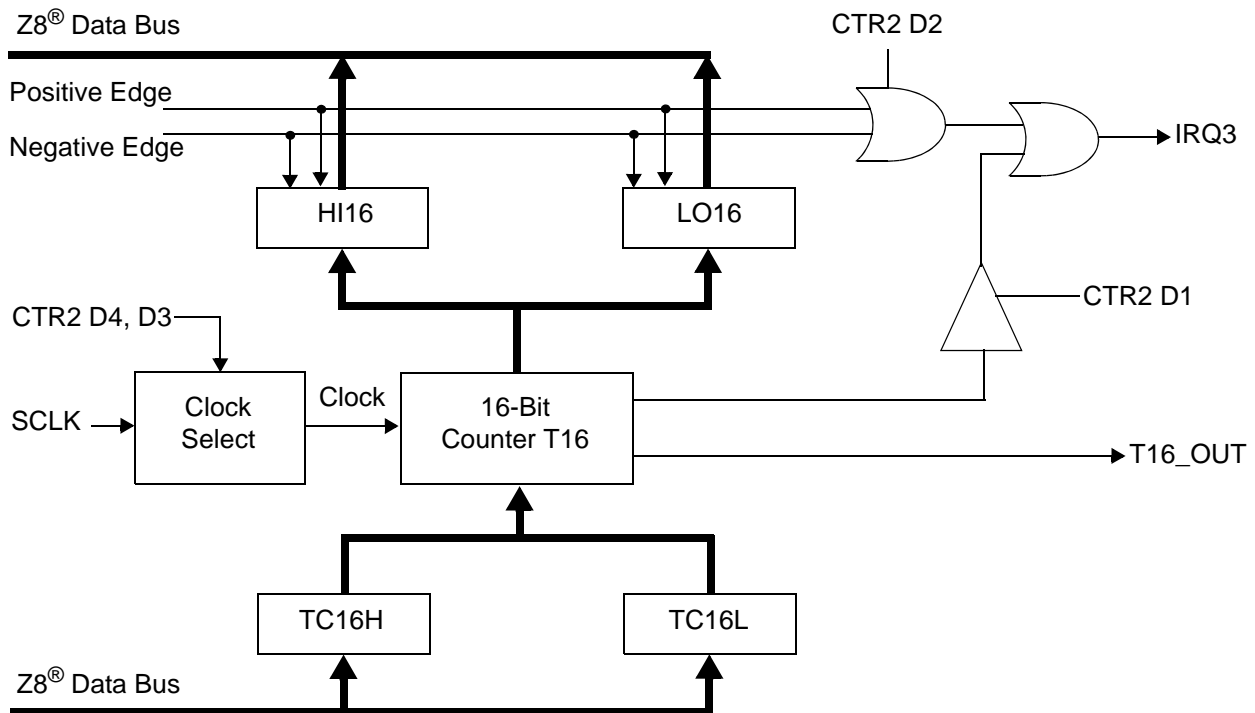 Z8® Data Bus
CTR2 D2
Positive Edge
Negative Edge
IRQ3
HI16
LO16
CTR2 D1
CTR2 D4, D3
SCLK
Clock
Select
Clock
16-Bit
Counter T16
T16_OUT
TC16H
TC16L
Z8® Data Bus